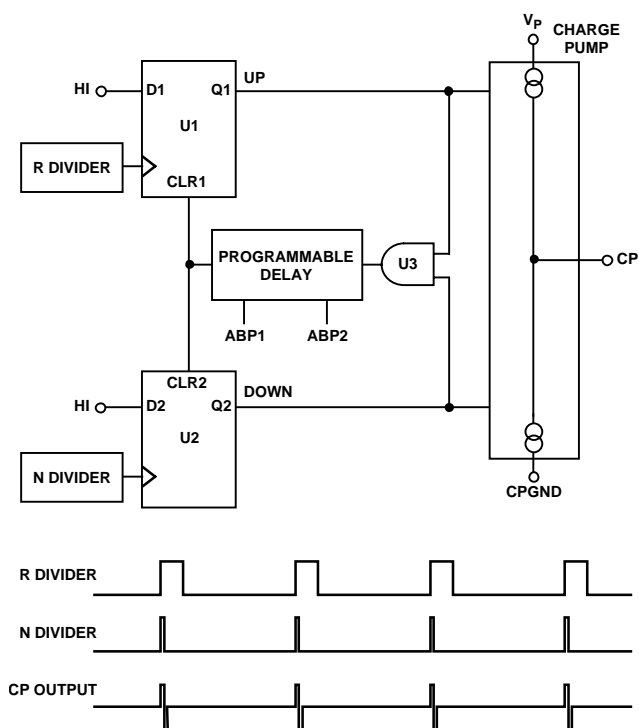 VP
CHARGE
PUMP
UP
HI
D1
Q1
U1
R DIVIDER
CLR1
PROGRAMMABLE
DELAY
U3
CP
ABP1
ABP2
CLR2
DOWN
HI
D2
Q2
U2
N DIVIDER
CPGND
R DIVIDER
N DIVIDER
CP OUTPUT